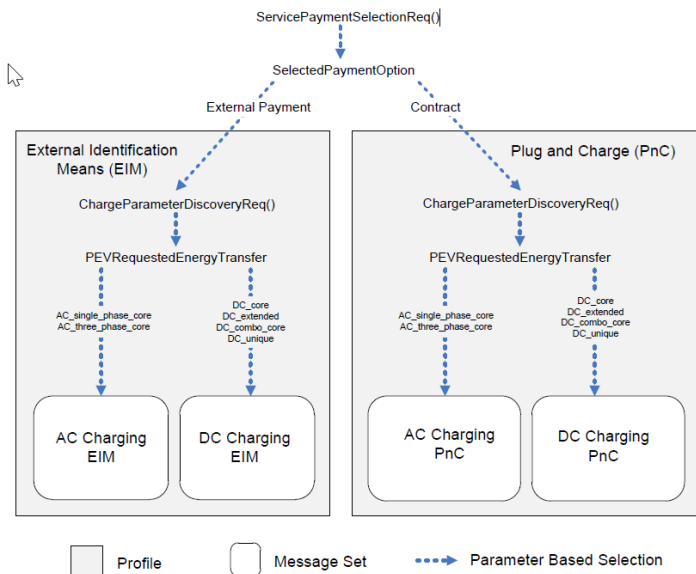 ServicePaymentSelectionReq()
SelectedPaymentOption
External Payment
Contract
External Identification
Means (EIM)
ChargeParameterDiscoveryReq()
PEVRequestedEnergyTransfer
AC_single_phase_core
AC_three_phase_core
DC_core
DC_extended
DC_combo_core
DC_unique
AC Charging
EIM
DC Charging
EIM
Plug and Charge (PnC)
ChargeParameterDiscoveryReq()
PEVRequestedEnergyTransfer
AC_single_phase_core
AC_three_phase_core
DC_core
DC_extended
DC_combo_core
DC_unique
AC Charging
PnC
DC Charging
PnC
Profile
Message Set
Parameter Based Selection